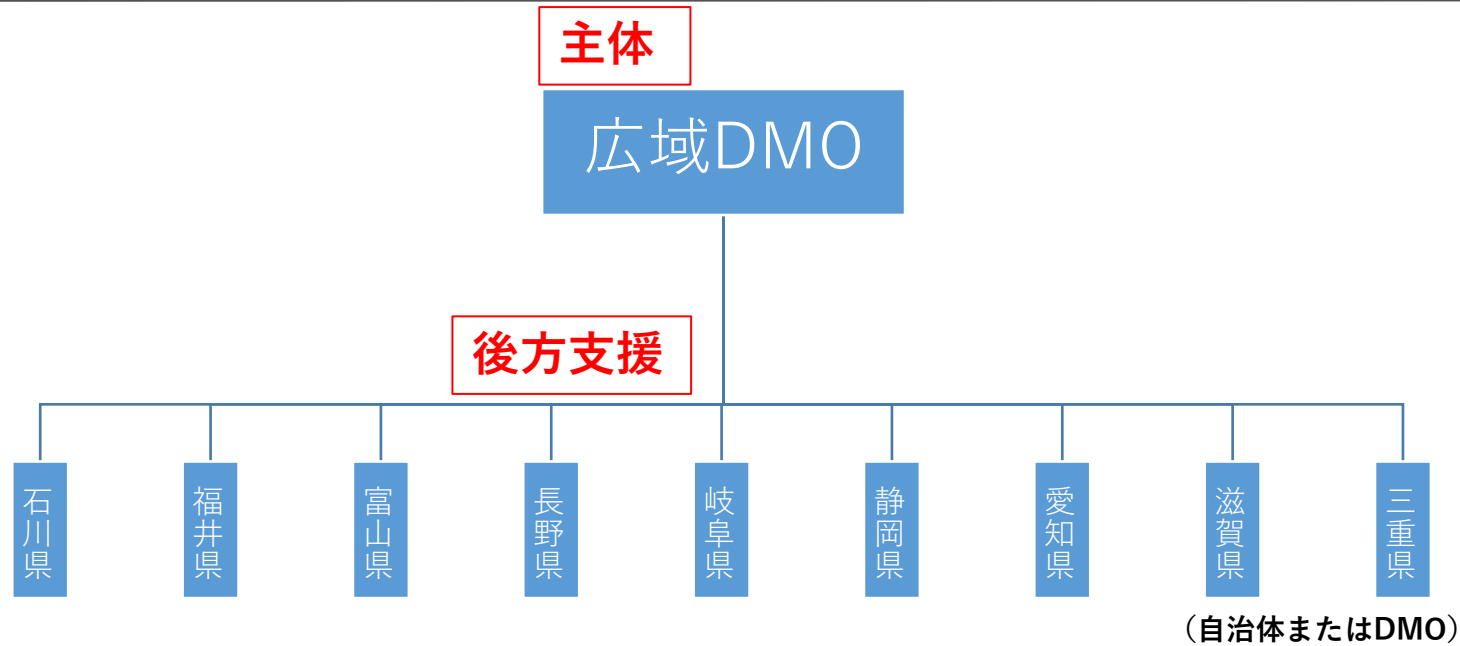 主体
広域DMO
後方支援
石川県
福井県
富山県
長野県
岐阜県
静岡県
愛知県
滋賀県
三重県
（自治体またはDMO）